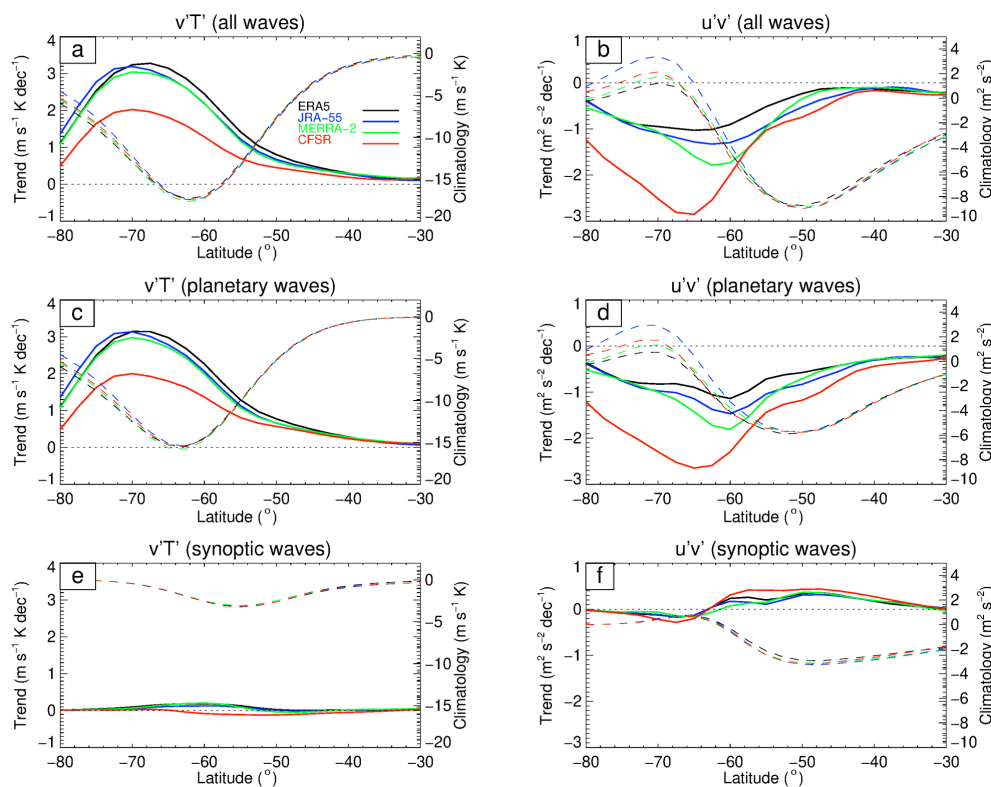 v'T' (all waves)
a
Trend (m s−1 K dec−1)
4
3
2
1
0
−1
ERA5
JRA−55
MERRA−2
CFSR
0
−5
−10
−15
−20
Climatology (m s−1 K)
−80 −70 −60 −50 −40 −30
Latitude (o)
u'v' (all waves)
b
Trend (m2 s−2 dec−1)
1
0
−1
−2
−3
4
2
0
−2
−4
−6
−8
−10
Climatology (m2 s−2)
−80 −70 −60 −50 −40 −30
Latitude (o)
v'T' (planetary waves)
c
Trend (m s−1 K dec−1)
4
3
2
1
0
−1
0
−5
−10
−15
−20
Climatology (m s−1 K)
−80 −70 −60 −50 −40 −30
Latitude (o)
u'v' (planetary waves)
d
Trend (m2 s−2 dec−1)
1
0
−1
−2
−3
4
2
0
−2
−4
−6
−8
−10
Climatology (m2 s−2)
−80 −70 −60 −50 −40 −30
Latitude (o)
v'T' (synoptic waves)
e
Trend (m s−1 K dec−1)
4
3
2
1
0
−1
0
−5
−10
−15
−20
Climatology (m s−1 K)
−80 −70 −60 −50 −40 −30
Latitude (o)
u'v' (synoptic waves)
f
Trend (m2 s−2 dec−1)
1
0
−1
−2
−3
4
2
0
−2
−4
−6
−8
−10
Climatology (m2 s−2)
−80 −70 −60 −50 −40 −30
Latitude (o)